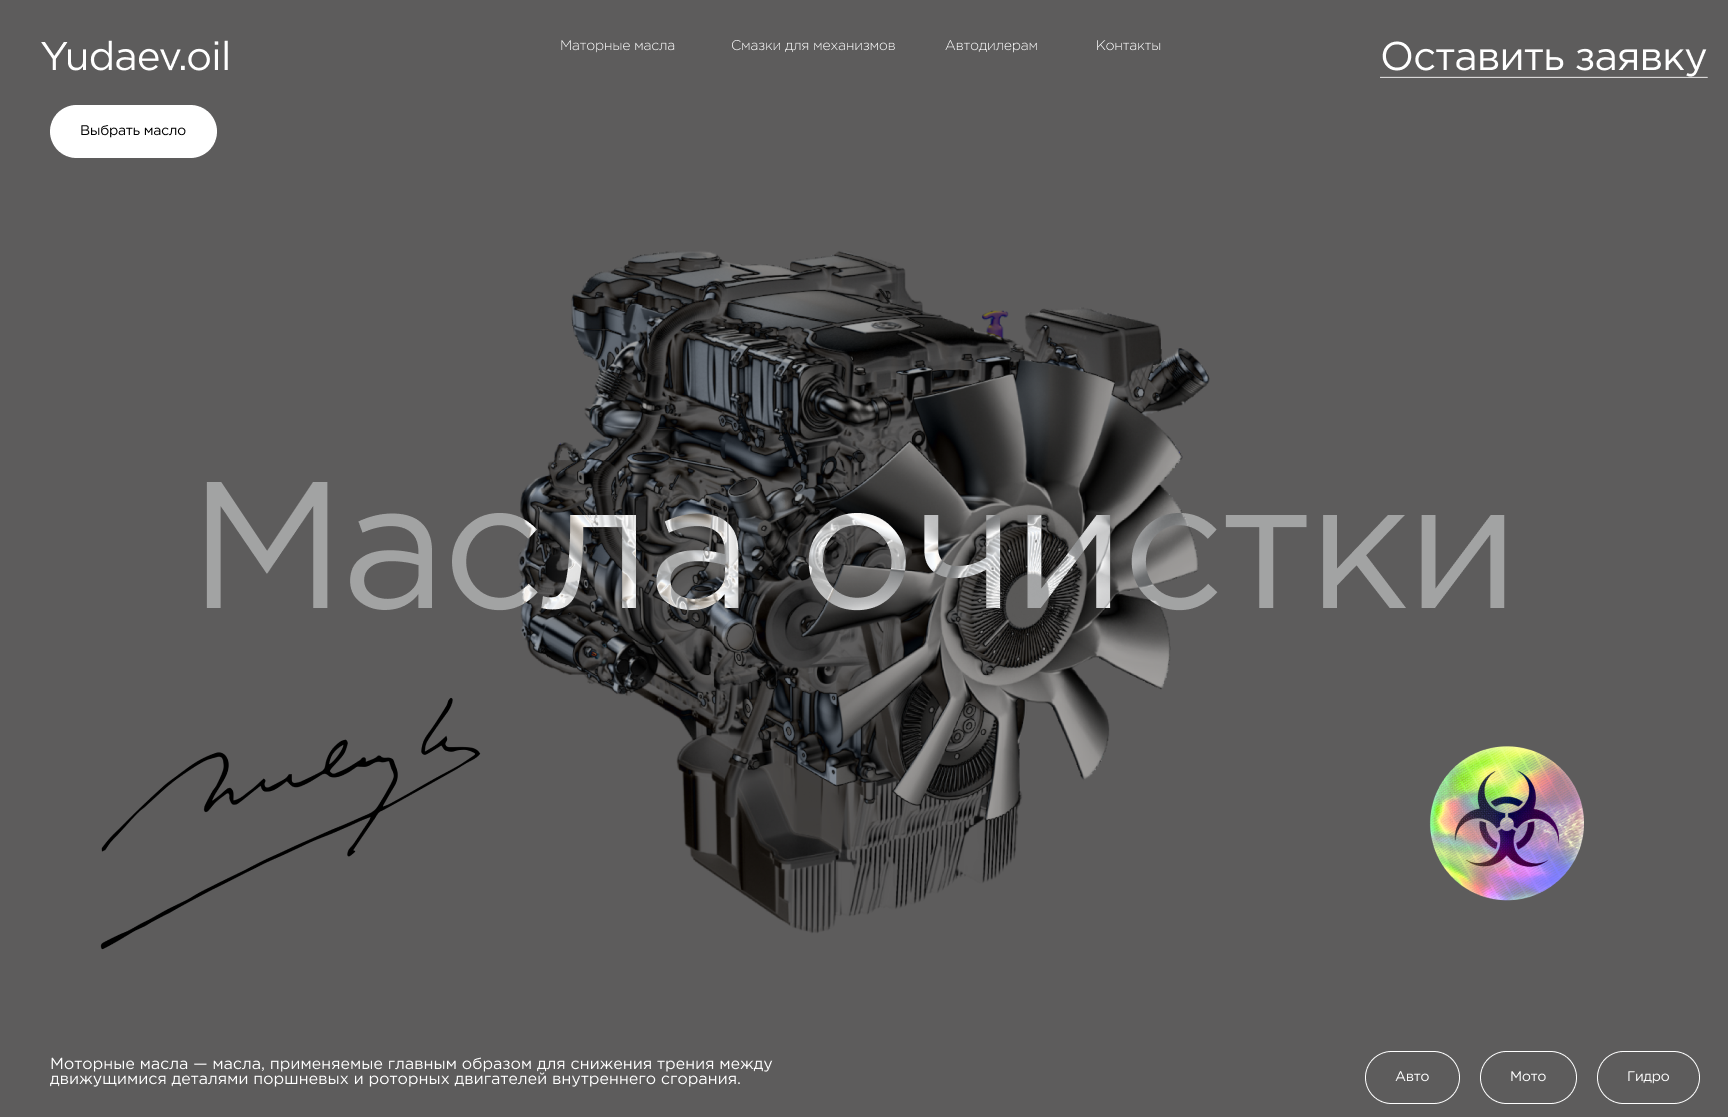 Yudaev.oil
Маторные масла
Смазки для механизмов
Автодилерам
Контакты
Оставить заявку
Выбрать масло
Масла очистки
Моторные масла — масла, применяемые главным образом для снижения трения между
движущимися деталями поршневых и роторных двигателей внутреннего сгорания.
Авто
Мото
Гидро